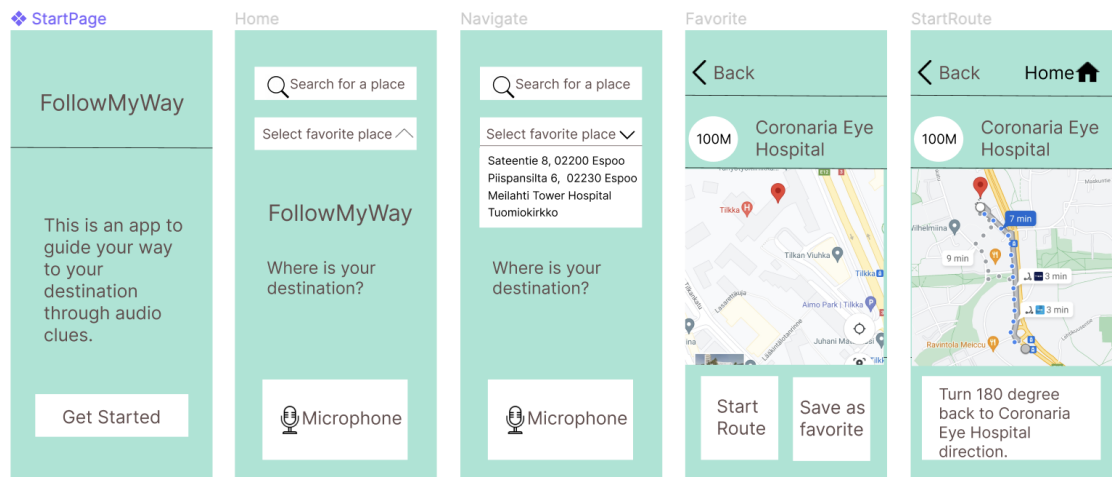 StartPage
FollowMyWay
This is an app to
guide your way
to your
destination
through audio
clues.
Get Started
Home
Search for a place
Select favorite place
FollowMyWay
Where is your
destination?
Microphone
Navigate
Search for a place
Select favorite place
Sateentie 8, 02200 Espoo
Piispansilta 6, 02230 Espoo
Meilahti Tower Hospital
Tuomiokirkko
Where is your
destination?
Microphone
Favorite
Back
100M
Coronaria Eye
Hospital
Tilkka
Tilkan Viuhka
Tilkka
Tilkankatu
Lasaretikuja
Aimo Park | Tilkka
Lääkintälotanrinne
Start
Route
Save as
favorite
StartRoute
Back
Home
100M
Coronaria Eye
Hospital
7 min
9 min
3 min
3 min
Ravintola Meiccu
Turn 180 degree
back to Coronaria
Eye Hospital
direction.